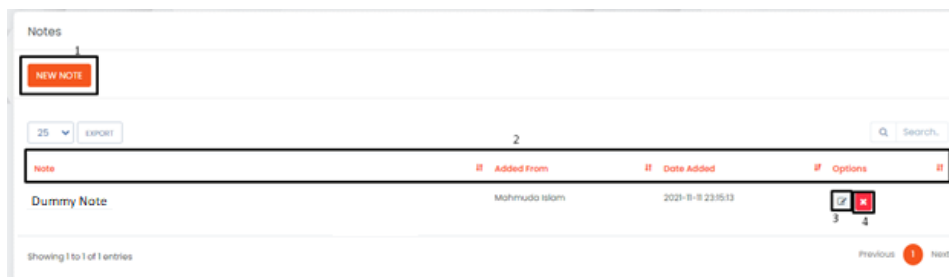 Notes
1
NEW NOTE
25 EXPORT
Search..
2
Note Added From Date Added Options
Dummy Note Mahmuda Islam 2021-11-11 23:15:13
3 4
Showing 1 to 1 of 1 entries
Previous 1 Next